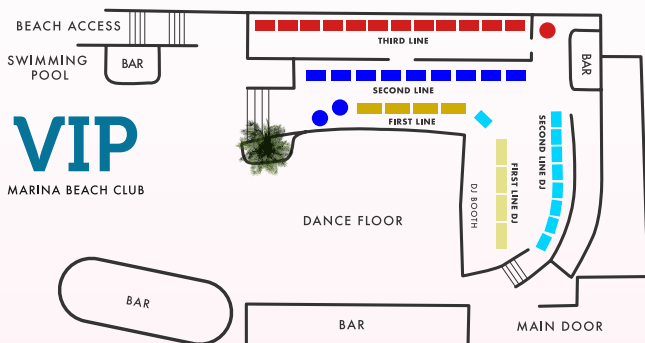 BEACH ACCESS
THIRD LINE
SWIMMING
POOL
BAR
BAR
SECOND LINE
FIRST LINE
VIP
MARINA BEACH CLUB
SECOND LINE DJ
FIRST LINE DJ
DJ BOOTH
DANCE FLOOR
BAR
BAR
MAIN DOOR